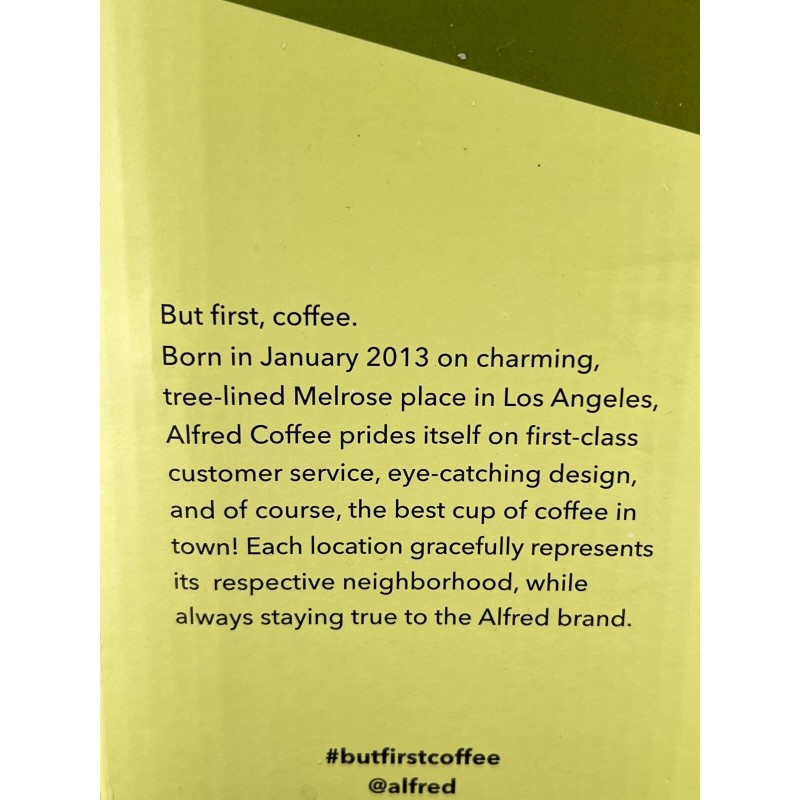 But first, coffee.
Born in January 2013 on charming,
tree-lined Melrose place in Los Angeles,
Alfred Coffee prides itself on first-class
customer service, eye-catching design,
and of course, the best cup of coffee in
town! Each location gracefully represents
its respective neighborhood, while
always staying true to the Alfred brand.
#butfirstcoffee
@alfred